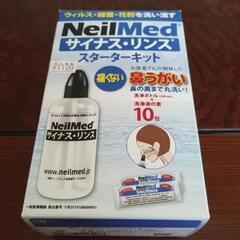 ウィルス・雑菌・花粉を洗い流す
NeilMed
サイナス・リンス
スターターキット
お医者さんが開発した
痛くない
鼻うがい
鼻の奥まで丸洗い!
洗浄ボトル
洗浄液の素
10包
NeilMed
サイナス・リンス
www.neilmed.jp